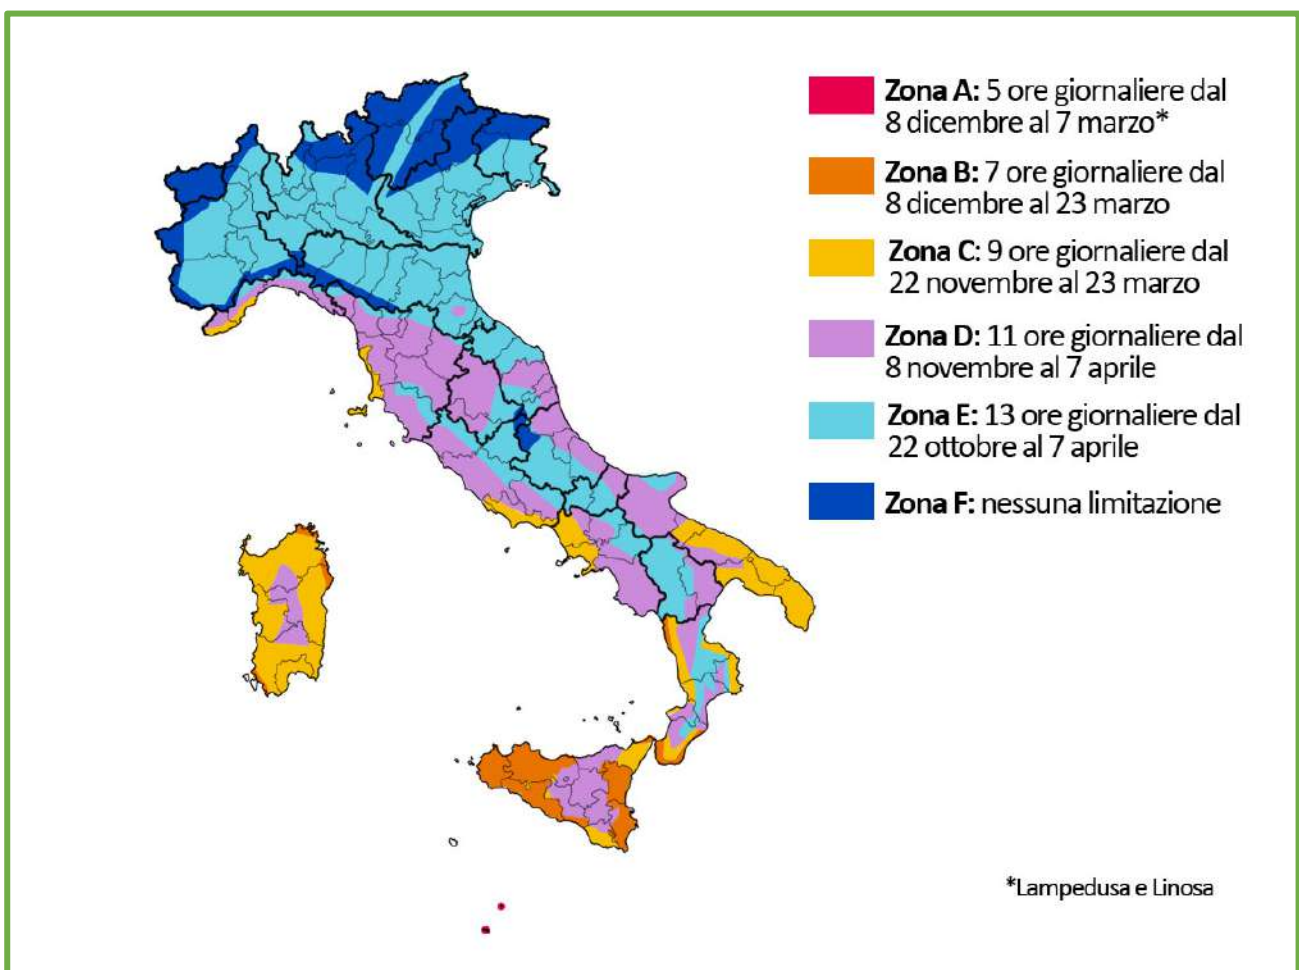 Zona A: 5 ore giornaliere dal
8 dicembre al 7 marzo*
Zona B: 7 ore giornaliere dal
8 dicembre al 23 marzo
Zona C: 9 ore giornaliere dal
22 novembre al 23 marzo
Zona D: 11 ore giornaliere dal
8 novembre al 7 aprile
Zona E: 13 ore giornaliere dal
22 ottobre al 7 aprile
Zona F: nessuna limitazione
*Lampedusa e Linosa